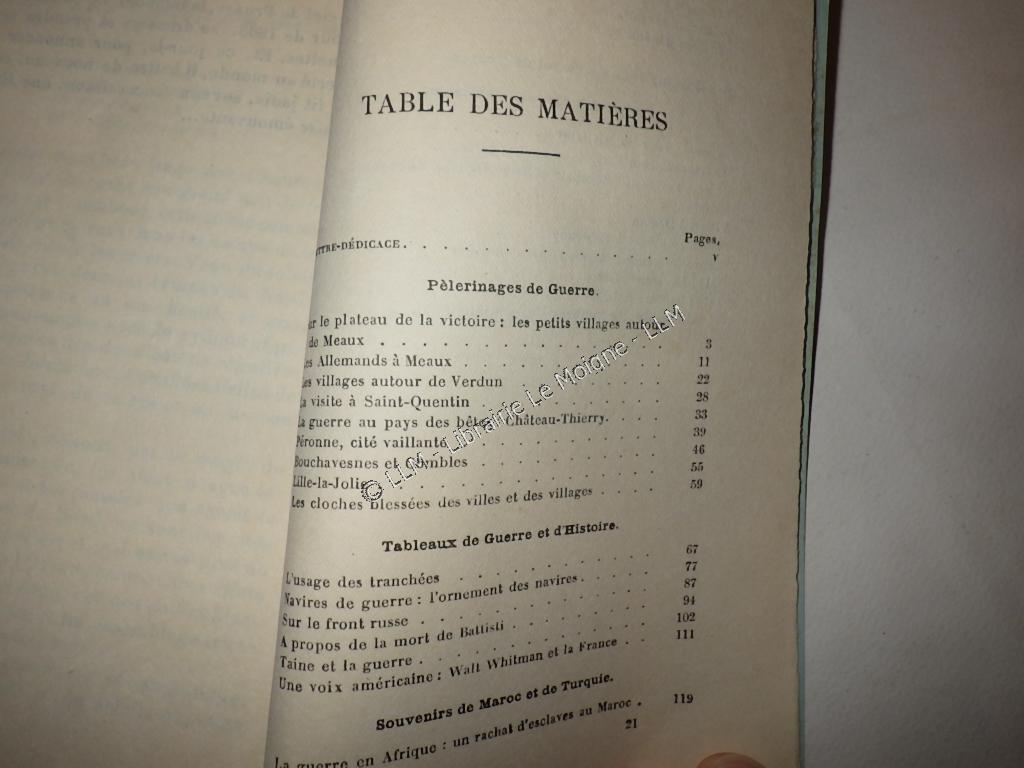 TABLE DES MATIÈRES
Pages.
TTRE-DÉDICACE. . . . . . . . . . . . v
Pèlerinages de Guerre.
r le plateau de la victoire : les petits villages autour
de Meaux . . . . . . . . . . . . 3
es Allemands à Meaux . . . . . . . . . 11
es villages autour de Verdun . . . . . . . 22
a visite à Saint-Quentin . . . . . . . . 28
La guerre au pays des bêtes : Château-Thierry. . . . 33
Péronne, cité vaillante . . . . . . . . . 39
Bouchavesnes et Combles . . . . . . . . 46
Lille-la-Jolie . . . . . . . . . . . 55
Les cloches blessées des villes et des villages . . . . 59
Tableaux de Guerre et d'Histoire.
L'usage des tranchées . . . . . . . . . 67
Navires de guerre : l'ornement des navires. . . . . 77
Sur le front russe . . . . . . . . . . 87
A propos de la mort de Battisti . . . . . . . 94
Taine et la guerre . . . . . . . . . . 102
Une voix américaine : Walt Whitman et la France . . 111
Souvenirs de Maroc et de Turquie.
La guerre en Afrique : un rachat d'esclaves au Maroc . 119
21
© LLM - Librairie Le Moigne - LLM